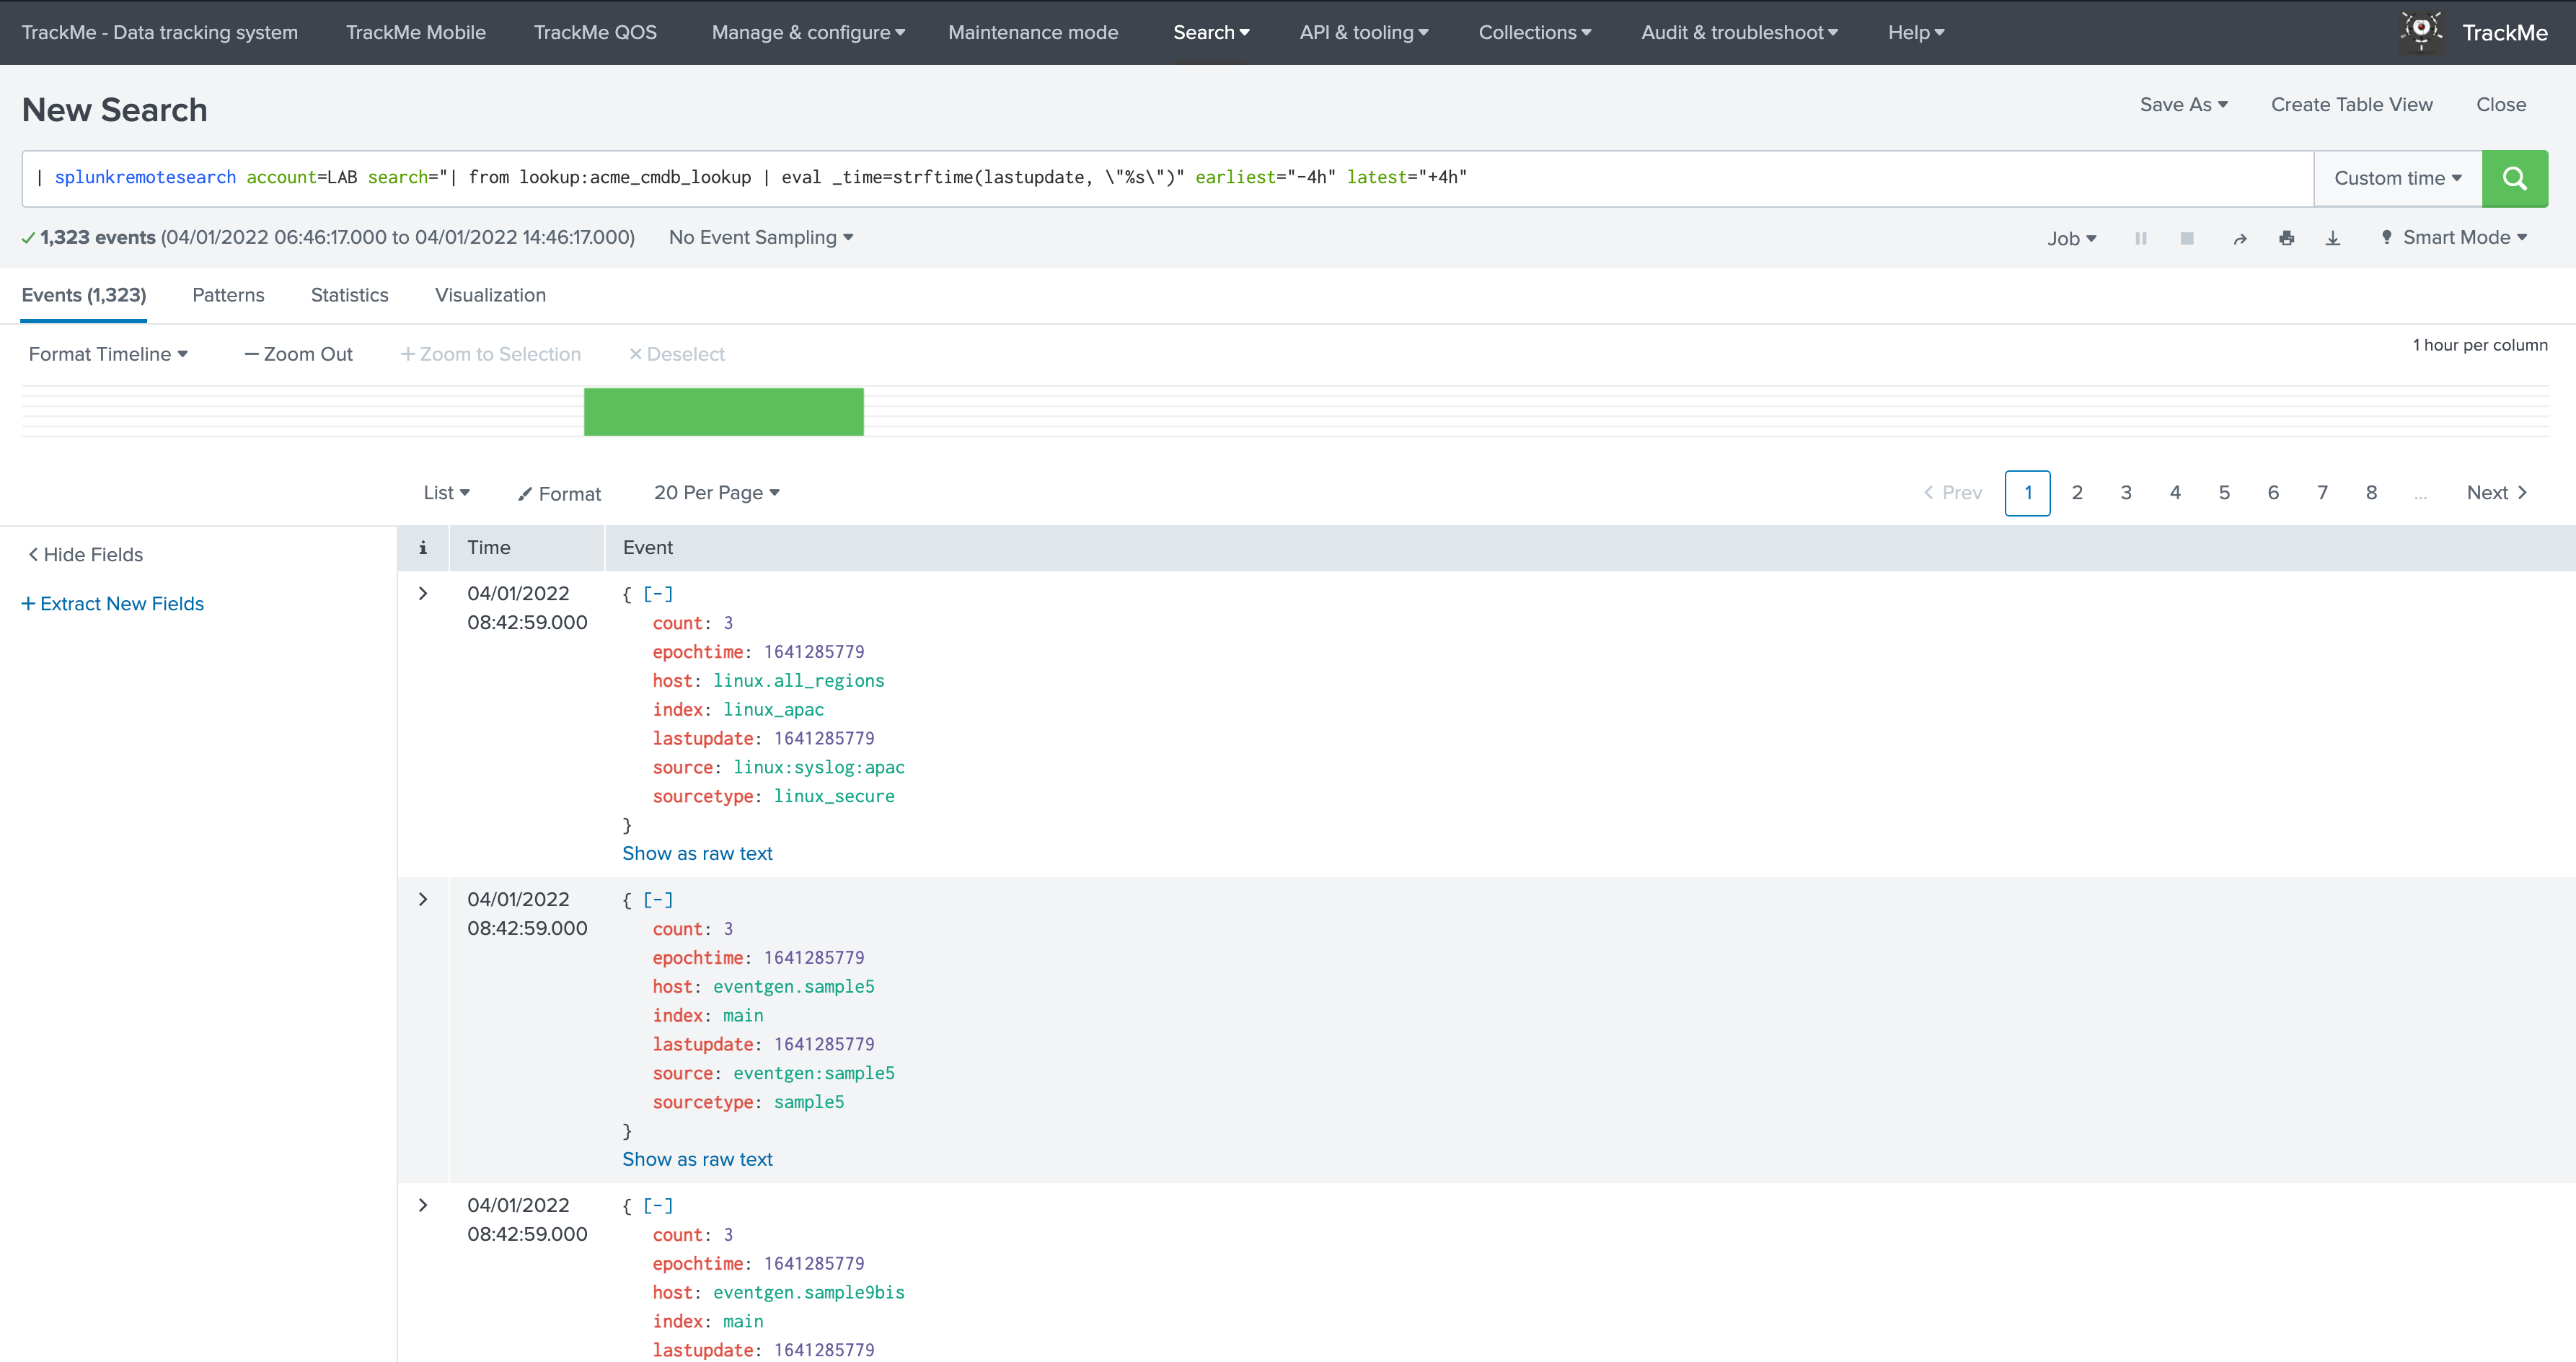 TrackMe - Data tracking system TrackMe Mobile TrackMe QOS Manage & configure Maintenance mode Search API & tooling Collections Audit & troubleshoot Help TrackMe
New Search Save As Create Table View Close
| splunkremotesearch account=LAB search="| from lookup:acme_cmdb_lookup | eval _time=strftime(lastupdate, \"%s\")" earliest="-4h" latest="+4h" Custom time
1,323 events (04/01/2022 06:46:17.000 to 04/01/2022 14:46:17.000) No Event Sampling Job Smart Mode
Events (1,323) Patterns Statistics Visualization
Format Timeline — Zoom Out + Zoom to Selection × Deselect 1 hour per column
List Format 20 Per Page < Prev 1 2 3 4 5 6 7 8 ... Next >
< Hide Fields
+ Extract New Fields
i Time Event
> 04/01/2022 { [-]
08:42:59.000 count: 3
epochtime: 1641285779
host: linux.all_regions
index: linux_apac
lastupdate: 1641285779
source: linux:syslog:apac
sourcetype: linux_secure
}
Show as raw text
> 04/01/2022 { [-]
08:42:59.000 count: 3
epochtime: 1641285779
host: eventgen.sample5
index: main
lastupdate: 1641285779
source: eventgen:sample5
sourcetype: sample5
}
Show as raw text
> 04/01/2022 { [-]
08:42:59.000 count: 3
epochtime: 1641285779
host: eventgen.sample9bis
index: main
lastupdate: 1641285779